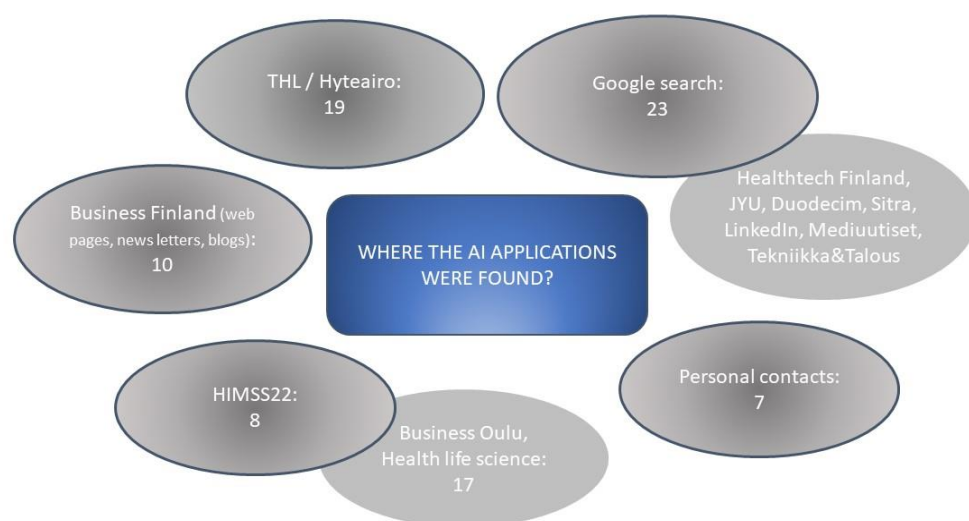 THL / Hyteairo:
19
Google search:
23
Healthtech Finland,
JYU, Duodecim, Sitra,
LinkedIn, Mediuutiset,
Tekniikka&Talous
Business Finland (web
pages, news letters, blogs):
10
WHERE THE AI APPLICATIONS
WERE FOUND?
Personal contacts:
7
HIMSS22:
8
Business Oulu,
Health life science:
17